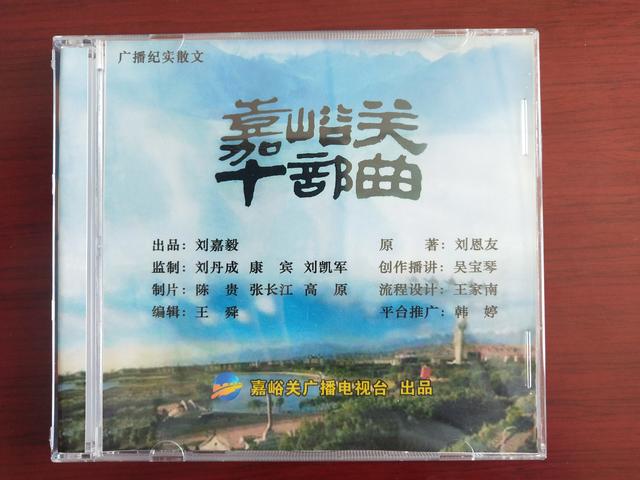 广播纪实散文
嘉峪关
十部曲
出品：刘嘉毅 原 著：刘恩友
监制：刘丹成 康 宾 刘凯军 创作播讲：吴宝琴
制片：陈 贵 张长江 高 原 流程设计：王家南
编辑：王 舜 平台推广：韩 婷
嘉峪关广播电视台 出品